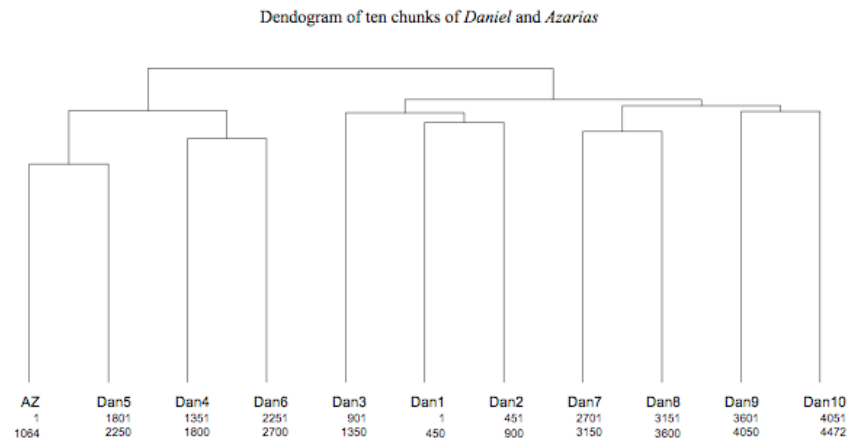 Dendogram of ten chunks of Daniel and Azarias
AZ Dan5 Dan4 Dan6 Dan3 Dan1 Dan2 Dan7 Dan8 Dan9 Dan10
1 1801 1351 2251 901 1 451 2701 3151 3601 4051
1064 2250 1800 2700 1350 450 900 3150 3600 4050 4472